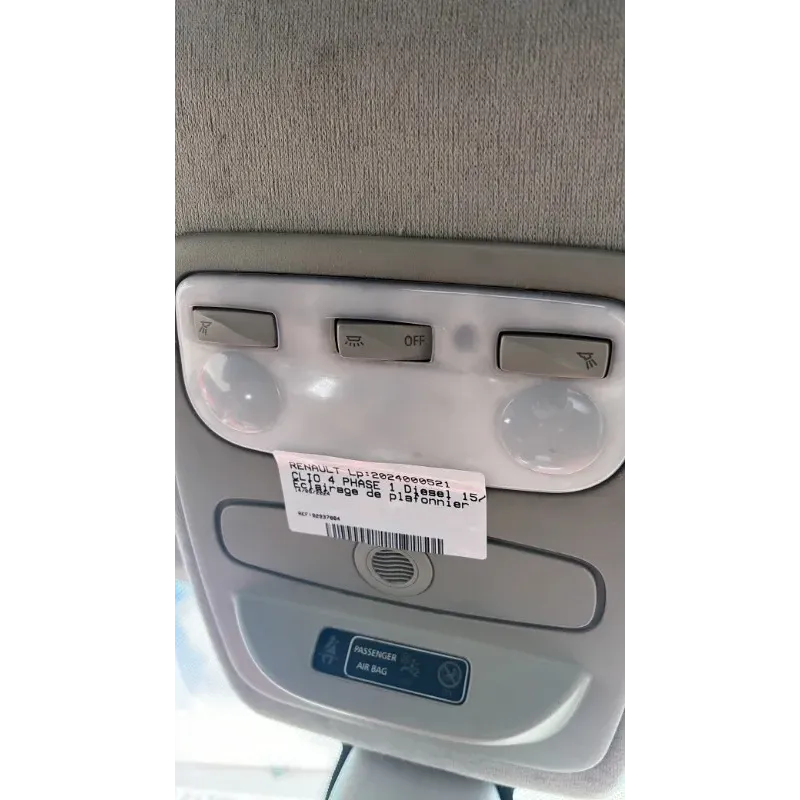 OFF
RENAULT Lp:2024000521
CLIO 4 PHASE 1 Diesel 15/
Eclairage de plafonnier
PASSENGER
AIR BAG